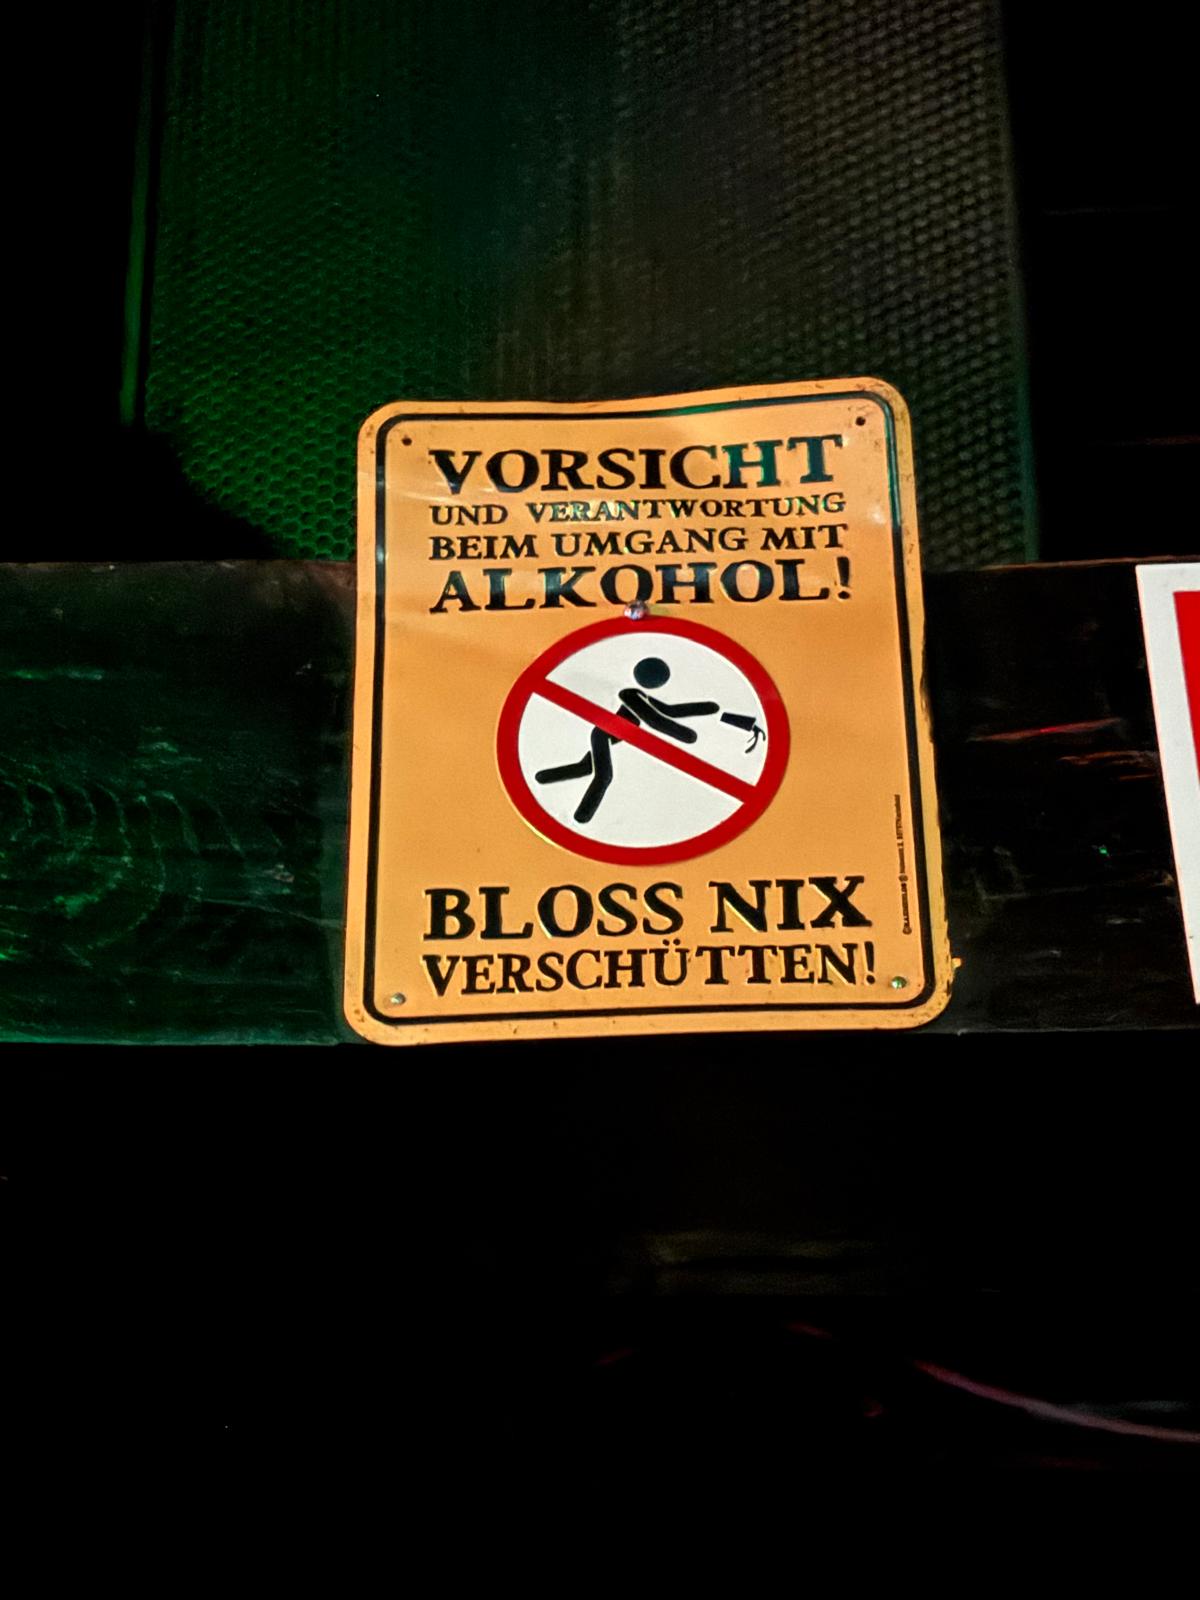 VORSICHT
UND VERANTWORTUNG
BEIM UMGANG MIT
ALKOHOL!
BLOSS NIX
VERSCHÜTTEN!